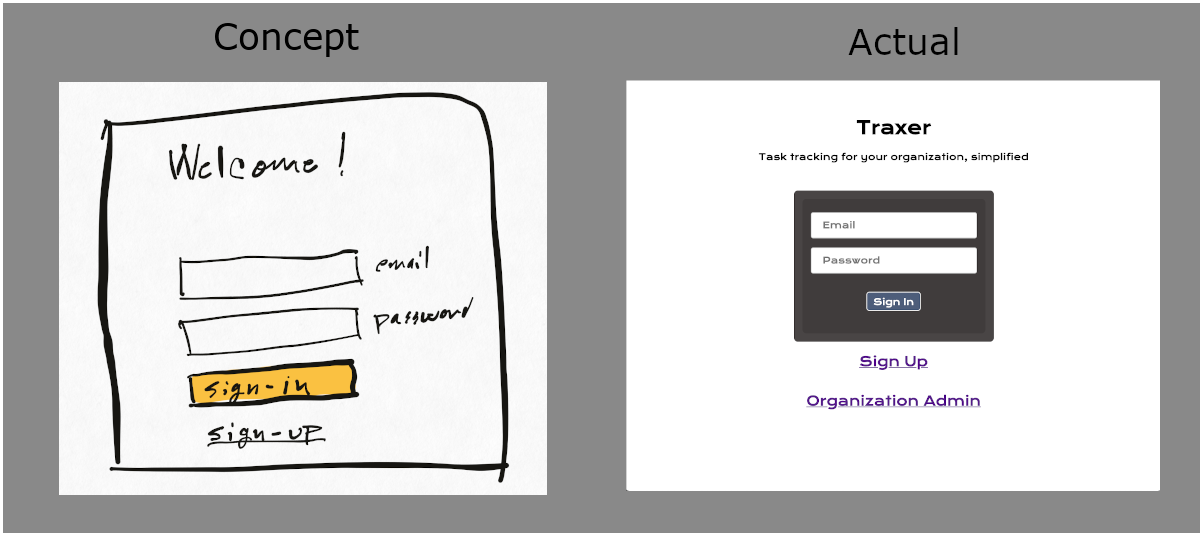 Concept
Welcome!
email
password
sign-in
sign-up
Actual
Traxer
Task tracking for your organization, simplified
Email
Password
Sign In
Sign Up
Organization Admin